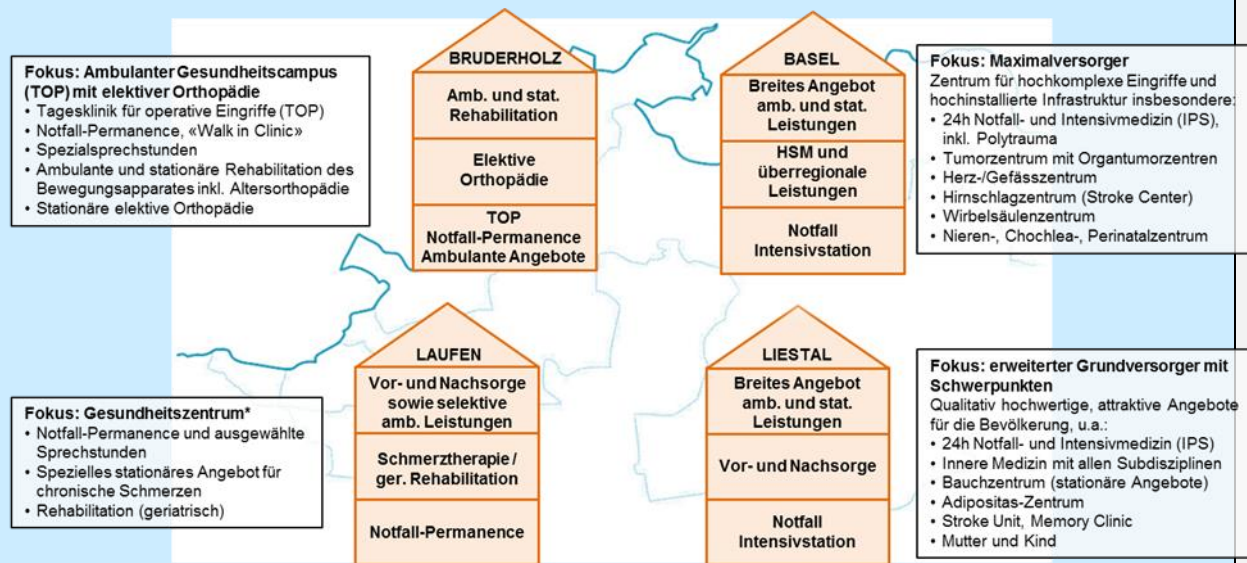 Fokus: Ambulanter Gesundheitscampus
(TOP) mit elektiver Orthopädie
• Tagesklinik für operative Eingriffe (TOP)
• Notfall-Permanence, «Walk in Clinic»
• Spezialsprechstunden
• Ambulante und stationäre Rehabilitation des
Bewegungsapparates inkl. Altersorthopädie
• Stationäre elektive Orthopädie
BRUDERHOLZ
Amb. und stat.
Rehabilitation
Elektive
Orthopädie
TOP
Notfall-Permanence
Ambulante Angebote
BASEL
Breites Angebot
amb. und stat.
Leistungen
HSM und
überregionale
Leistungen
Notfall
Intensivstation
Fokus: Maximalversorger
Zentrum für hochkomplexe Eingriffe und
hochinstallierte Infrastruktur insbesondere:
• 24h Notfall- und Intensivmedizin (IPS),
inkl. Polytrauma
• Tumorzentrum mit Organtumorzentren
• Herz-/Gefässzentrum
• Hirnschlagzentrum (Stroke Center)
• Wirbelsäulenzentrum
• Nieren-, Chochlea-, Perinatalzentrum
Fokus: Gesundheitszentrum*
• Notfall-Permanence und ausgewählte
Sprechstunden
• Spezielles stationäres Angebot für
chronische Schmerzen
• Rehabilitation (geriatrisch)
LAUFEN
Vor- und Nachsorge
sowie selektive
amb. Leistungen
Schmerztherapie /
ger. Rehabilitation
Notfall-Permanence
LIESTAL
Breites Angebot
amb. und stat.
Leistungen
Vor- und Nachsorge
Notfall
Intensivstation
Fokus: erweiterter Grundversorger mit
Schwerpunkten
Qualitativ hochwertige, attraktive Angebote
für die Bevölkerung, u.a.:
• 24h Notfall- und Intensivmedizin (IPS)
• Innere Medizin mit allen Subdisziplinen
• Bauchzentrum (stationäre Angebote)
• Adipositas-Zentrum
• Stroke Unit, Memory Clinic
• Mutter und Kind